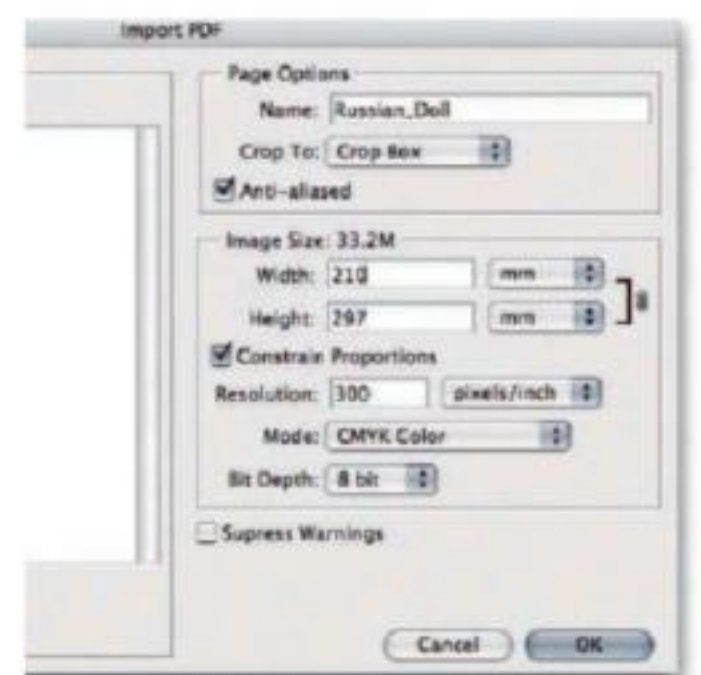 Import PDF
Page Options
Name: Russian_Doll
Crop To: Crop Box
Anti-aliased
Image Size: 33.2M
Width: 210 mm
Height: 297 mm
Constrain Proportions
Resolution: 300 pixels/inch
Mode: CMYK Color
Bit Depth: 8 bit
Supress Warnings
Cancel OK